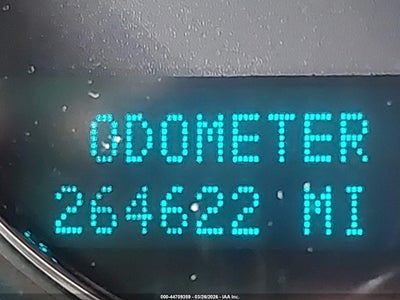 ODOMETER
264622 MI
000-44709359 - 03/26/2026 - IAA Inc.